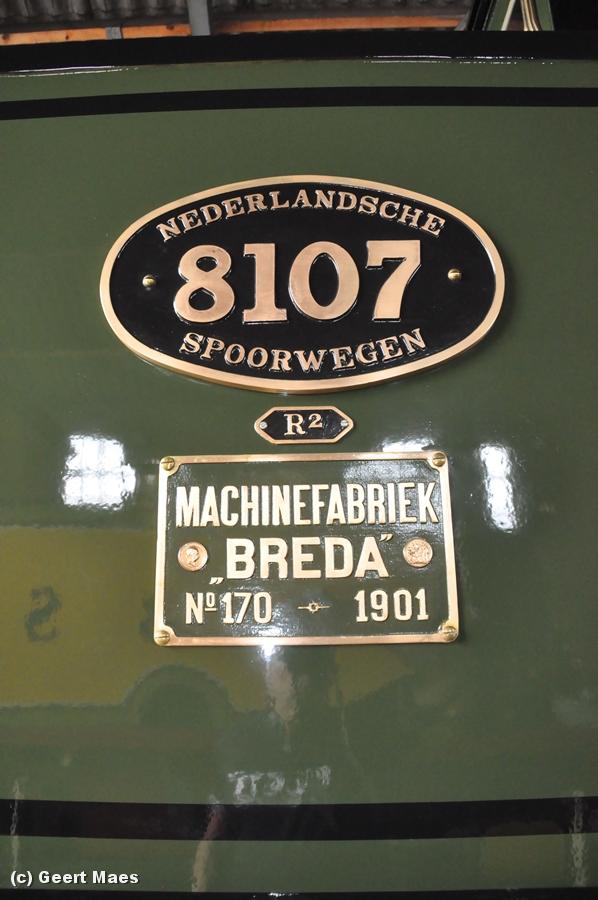 NEDERLANDSCHE
8107
SPOORWEGEN
R2
MACHINEFABRIEK
„BREDA”
No 170 1901
(c) Geert Maes